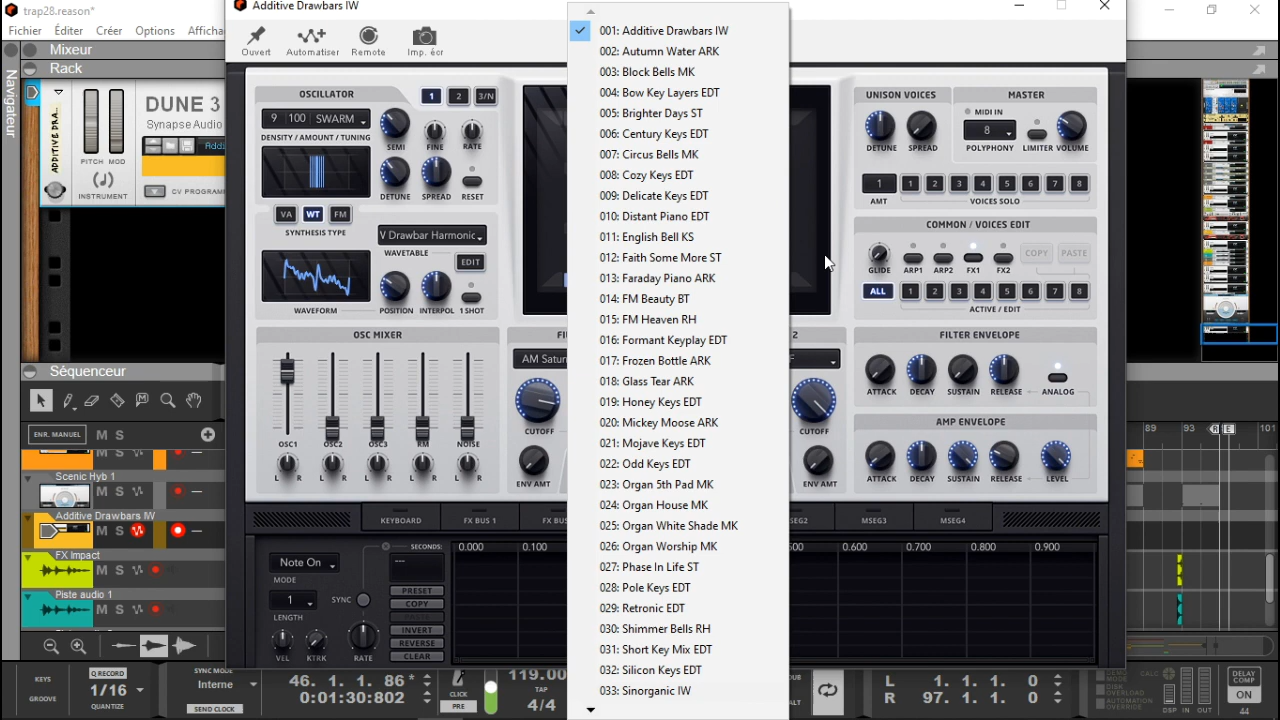 trap28.reason*
Fichier Éditer Créer Options
Mixeur
Rack
Navigateur
DUNE 3
Synapse Audio
PITCH MOD
INSTRUMENT
Séquenceur
ENR. MANUEL M S
Scenic Hyb 1
M S
Additive Drawbars IW
M S
FX Impact
M S
Piste audio 1
M S
KEYS
GROOVE
Q RECORD
1/16
QUANTIZE
SYNC MODE
Interne
SEND CLOCK
46. 1. 1. 86 *
0:01:30:802
CLICK
PRE
119.00
TAP
4/4
L 1. 1. 1. 0
R 97. 1. 1. 0
CALC
DSP IN OUT
DELAY
COMP
ON
44
89 93 R E 101
Additive Drawbars IW
Ouvert Automatiser Remote Imp. écr
OSCILLATOR 1 2 3/N
9 100 SWARM
DENSITY / AMOUNT / TUNING
SEMI FINE RATE
DETUNE SPREAD RESET
VA WT FM
SYNTHESIS TYPE
V Drawbar Harmonic
WAVETABLE
EDIT
WAVEFORM POSITION INTERPOL 1 SHOT
OSC MIXER
OSC1 OSC2 OSC3 RM NOISE
L R L R L R L R L R
AM Satur
CUTOFF
ENV AMT
001: Additive Drawbars IW
002: Autumn Water ARK
003: Block Bells MK
004: Bow Key Layers EDT
005: Brighter Days ST
006: Century Keys EDT
007: Circus Bells MK
008: Cozy Keys EDT
009: Delicate Keys EDT
010: Distant Piano EDT
011: English Bell KS
012: Faith Some More ST
013: Faraday Piano ARK
014: FM Beauty BT
015: FM Heaven RH
016: Formant Keyplay EDT
017: Frozen Bottle ARK
018: Glass Tear ARK
019: Honey Keys EDT
020: Mickey Moose ARK
021: Mojave Keys EDT
022: Odd Keys EDT
023: Organ 5th Pad MK
024: Organ House MK
025: Organ White Shade MK
026: Organ Worship MK
027: Phase In Life ST
028: Pole Keys EDT
029: Retronic EDT
030: Shimmer Bells RH
031: Short Key Mix EDT
032: Silicon Keys EDT
033: Sinorganic IW
CUTOFF
ENV AMT
UNISON VOICES MASTER
MIDI IN
8
DETUNE SPREAD POLYPHONY LIMITER VOLUME
1 1 2 3 4 5 6 7 8
AMT VOICES SOLO
COMMON / VOICES EDIT
GLIDE ARP1 ARP2 FX1 FX2 COPY PASTE
ALL 1 2 3 4 5 6 7 8
ACTIVE / EDIT
FILTER ENVELOPE
ATTACK DECAY SUSTAIN RELEASE ANALOG
AMP ENVELOPE
ATTACK DECAY SUSTAIN RELEASE LEVEL
KEYBOARD FX BUS 1 MSEG3 MSEG4
Note On
MODE
1
LENGTH
SYNC
VEL KTRK RATE
SECONDS:
---
PRESET
COPY
INVERT
REVERSE
CLEAR
0.000 0.100 0.600 0.700 0.800 0.900